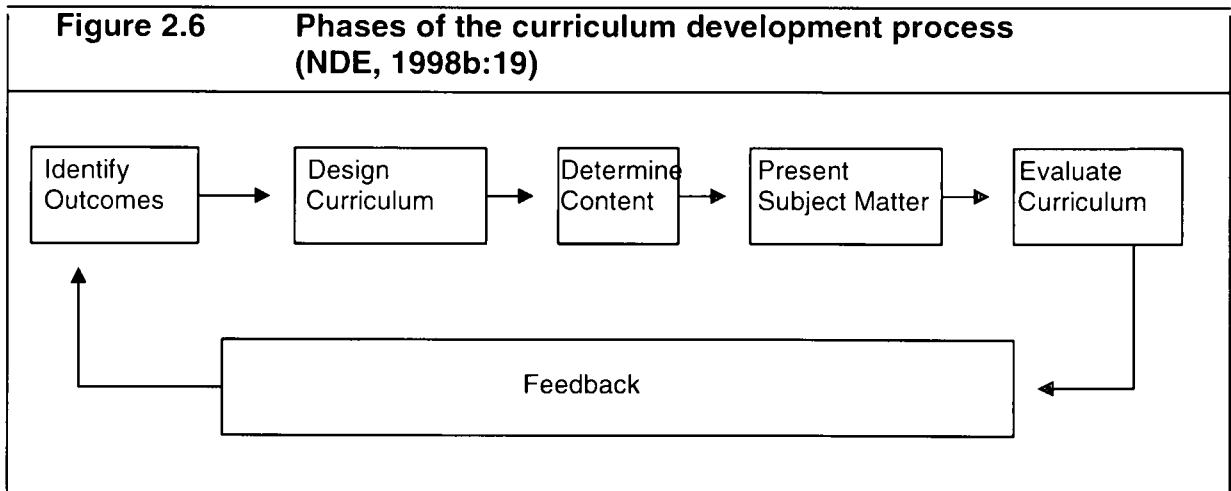 Figure 2.6 Phases of the curriculum development process
(NDE, 1998b:19)
Identify
Outcomes
Design
Curriculum
Determine
Content
Present
Subject Matter
Evaluate
Curriculum
Feedback